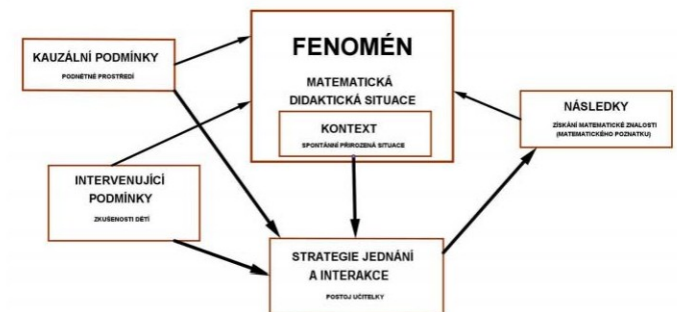 FENOMÉN
KAUZÁLNÍ PODMÍNKY
PODNĚTNÉ PROSTŘEDÍ
MATEMATICKÁ
DIDAKTICKÁ SITUACE
KONTEXT
SPONTÁNNÍ PŘIROZENÁ SITUACE
NÁSLEDKY
ZÍSKÁNÍ MATEMATICKÉ ZNALOSTI
(MATEMATICKÉHO POZNATKU)
INTERVENUJÍCÍ
PODMÍNKY
ZKUŠENOSTI DĚTÍ
STRATEGIE JEDNÁNÍ
A INTERAKCE
POSTOJ UČITELKY